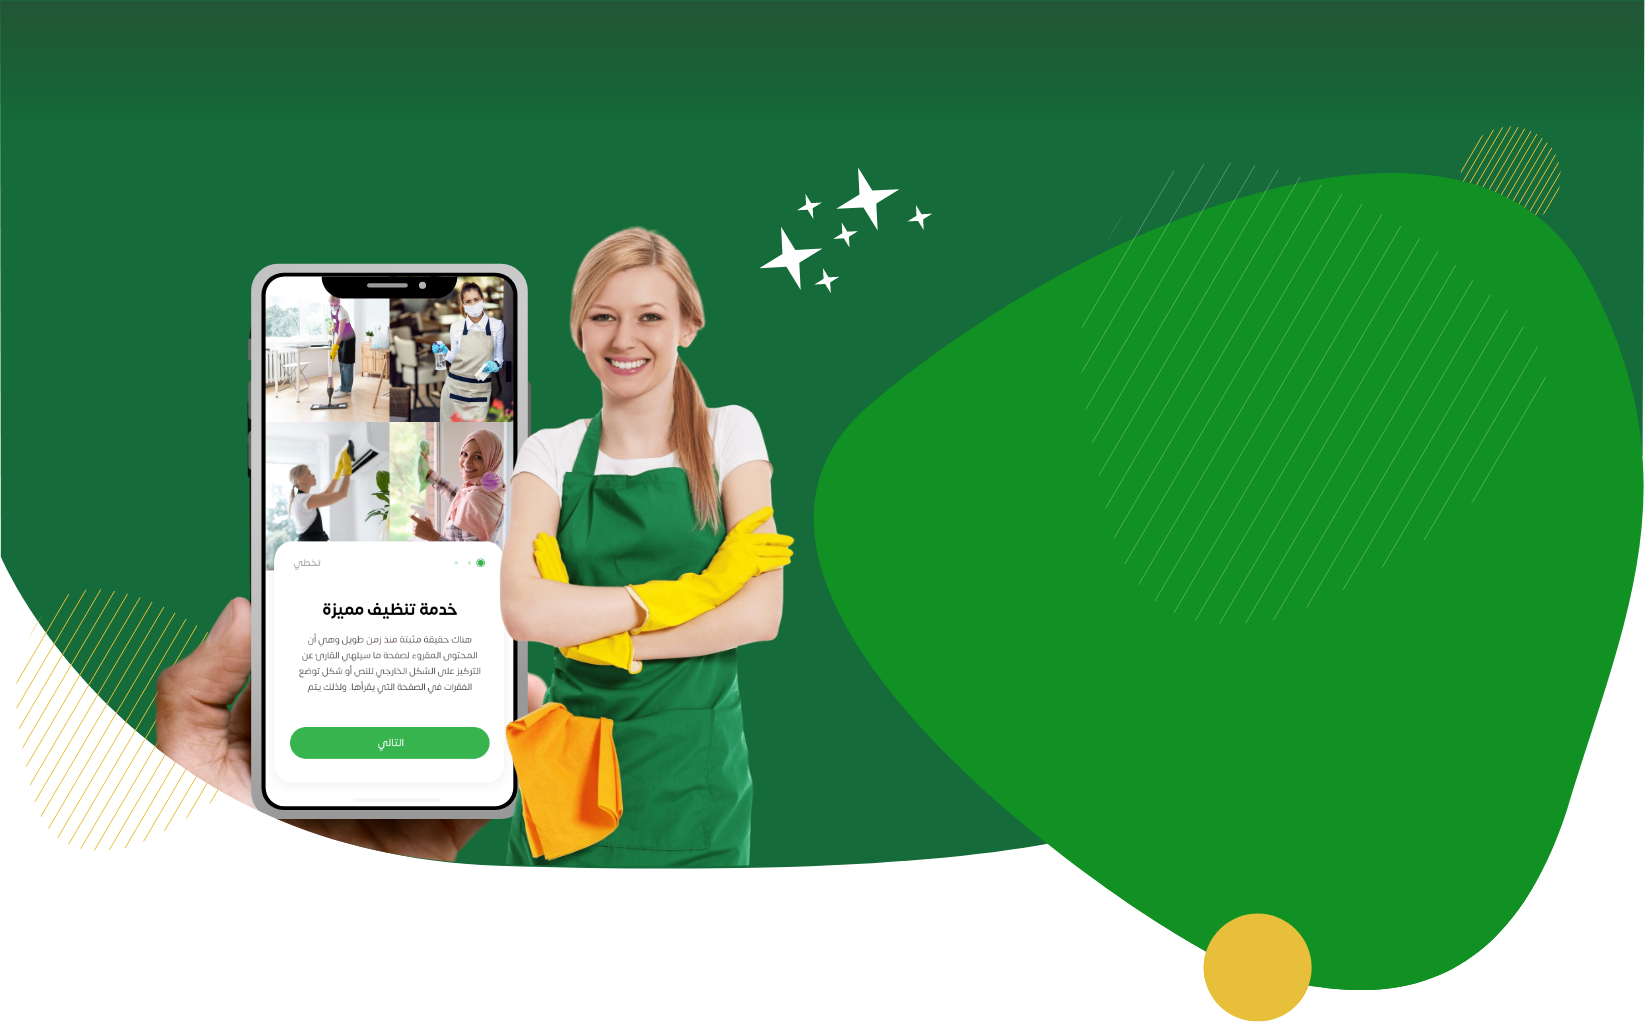 تخطي
خدمة تنظيف مميزة
هناك حقيقة مثبتة منذ زمن طويل وهي أن
المحتوى المقروء لصفحة ما سيلهي القارئ عن
التركيز على الشكل الخارجي للنص أو شكل توضع
الفقرات في الصفحة التي يقرأها. ولذلك يتم
التالي